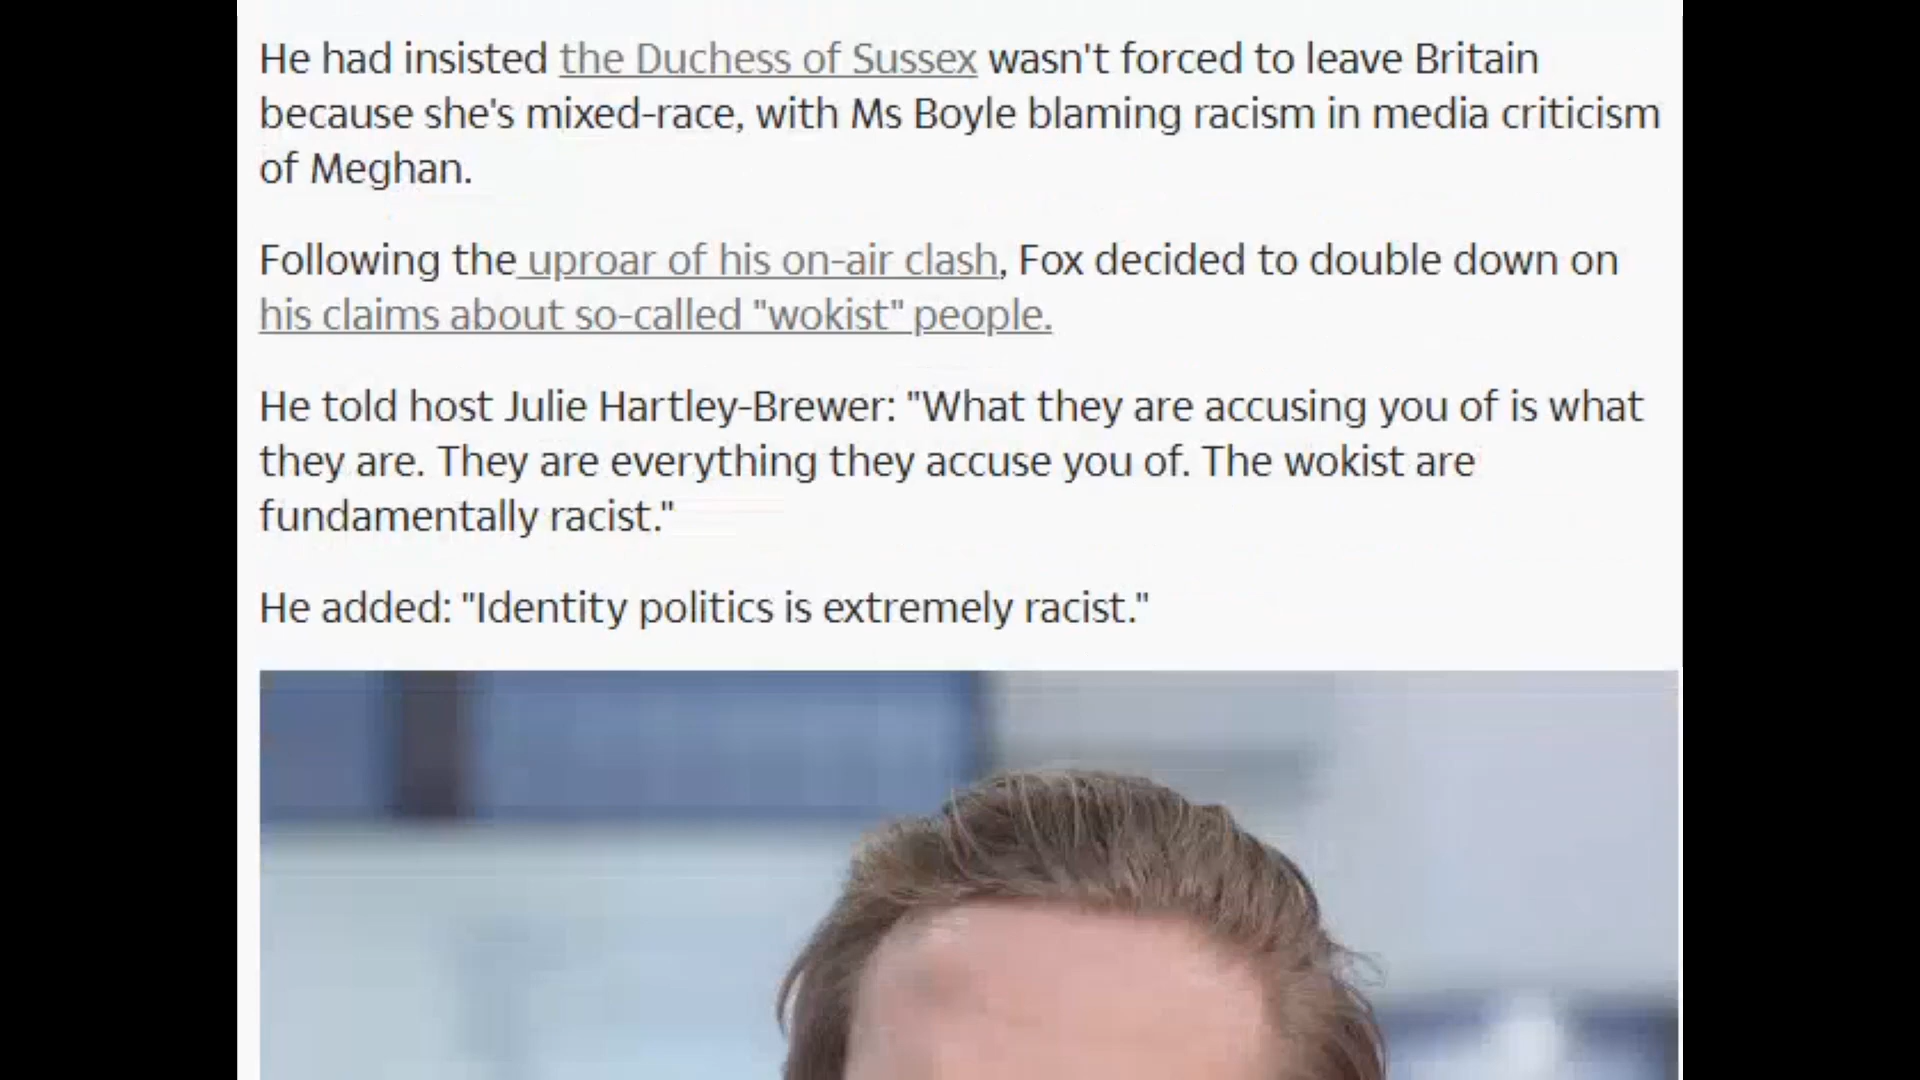 He had insisted the Duchess of Sussex wasn't forced to leave Britain
because she's mixed-race, with Ms Boyle blaming racism in media criticism
of Meghan.
Following the uproar of his on-air clash, Fox decided to double down on
his claims about so-called "wokist" people.
He told host Julie Hartley-Brewer: "What they are accusing you of is what
they are. They are everything they accuse you of. The wokist are
fundamentally racist."
He added: "Identity politics is extremely racist."